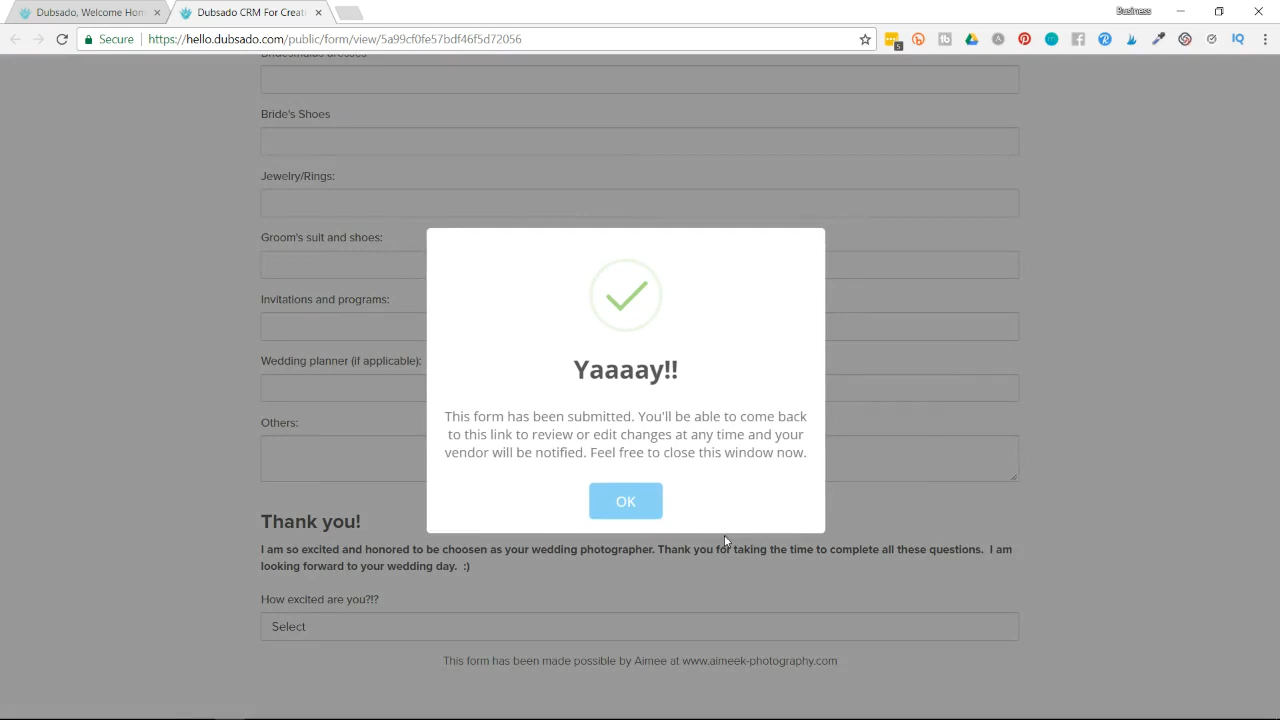 Dubsado, Welcome Hom
Dubsado CRM For Creati
Business
Secure
https://hello.dubsado.com/public/form/view/5a99cf0fe57bdf46f5d72056
5
IQ
Bridesmaids dresses
Bride's Shoes
Jewelry/Rings:
Groom's suit and shoes:
Invitations and programs:
Wedding planner (if applicable):
Others:
Yaaaay!!
This form has been submitted. You'll be able to come back
to this link to review or edit changes at any time and your
vendor will be notified. Feel free to close this window now.
OK
Thank you!
I am so excited and honored to be choosen as your wedding photographer. Thank you for taking the time to complete all these questions. I am
looking forward to your wedding day. :)
How excited are you?!?
Select
This form has been made possible by Aimee at www.aimeek-photography.com